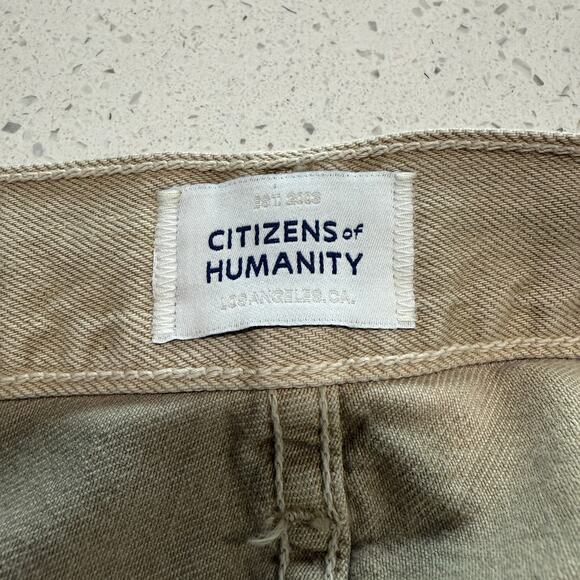 EST. 2003
CITIZENS of
HUMANITY
LOS ANGELES, CA.